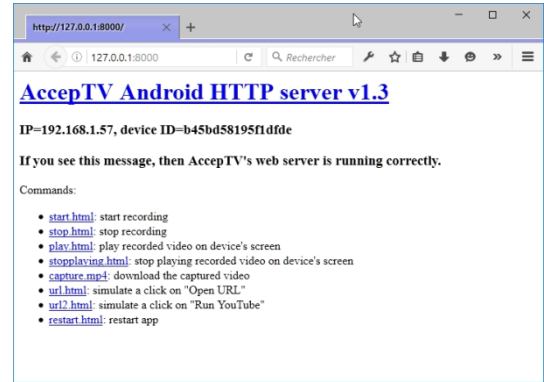 http://127.0.0.1:8000/
127.0.0.1:8000
Rechercher
AccepTV Android HTTP server v1.3
IP=192.168.1.57, device ID=b45bd58195f1dfde
If you see this message, then AccepTV's web server is running correctly.
Commands:
start.html: start recording
stop.html: stop recording
play.html: play recorded video on device's screen
stopplaying.html: stop playing recorded video on device's screen
capture.mp4: download the captured video
url.html: simulate a click on "Open URL"
url2.html: simulate a click on "Run YouTube"
restart.html: restart app